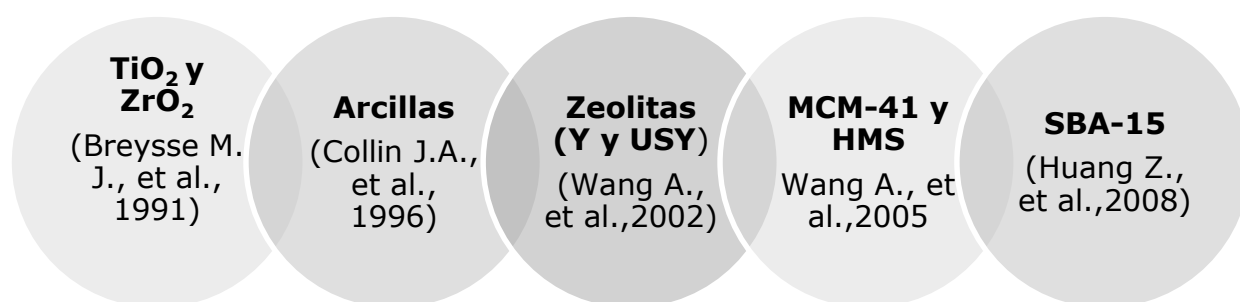 TiO₂ y
ZrO₂
(Breysse M.
J., et al.,
1991)
Arcillas
(Collin J.A.,
et al.,
1996)
Zeolitas
(Y y USY)
(Wang A.,
et al.,2002)
MCM-41 y
HMS
Wang A., et
al.,2005
SBA-15
(Huang Z.,
et al.,2008)